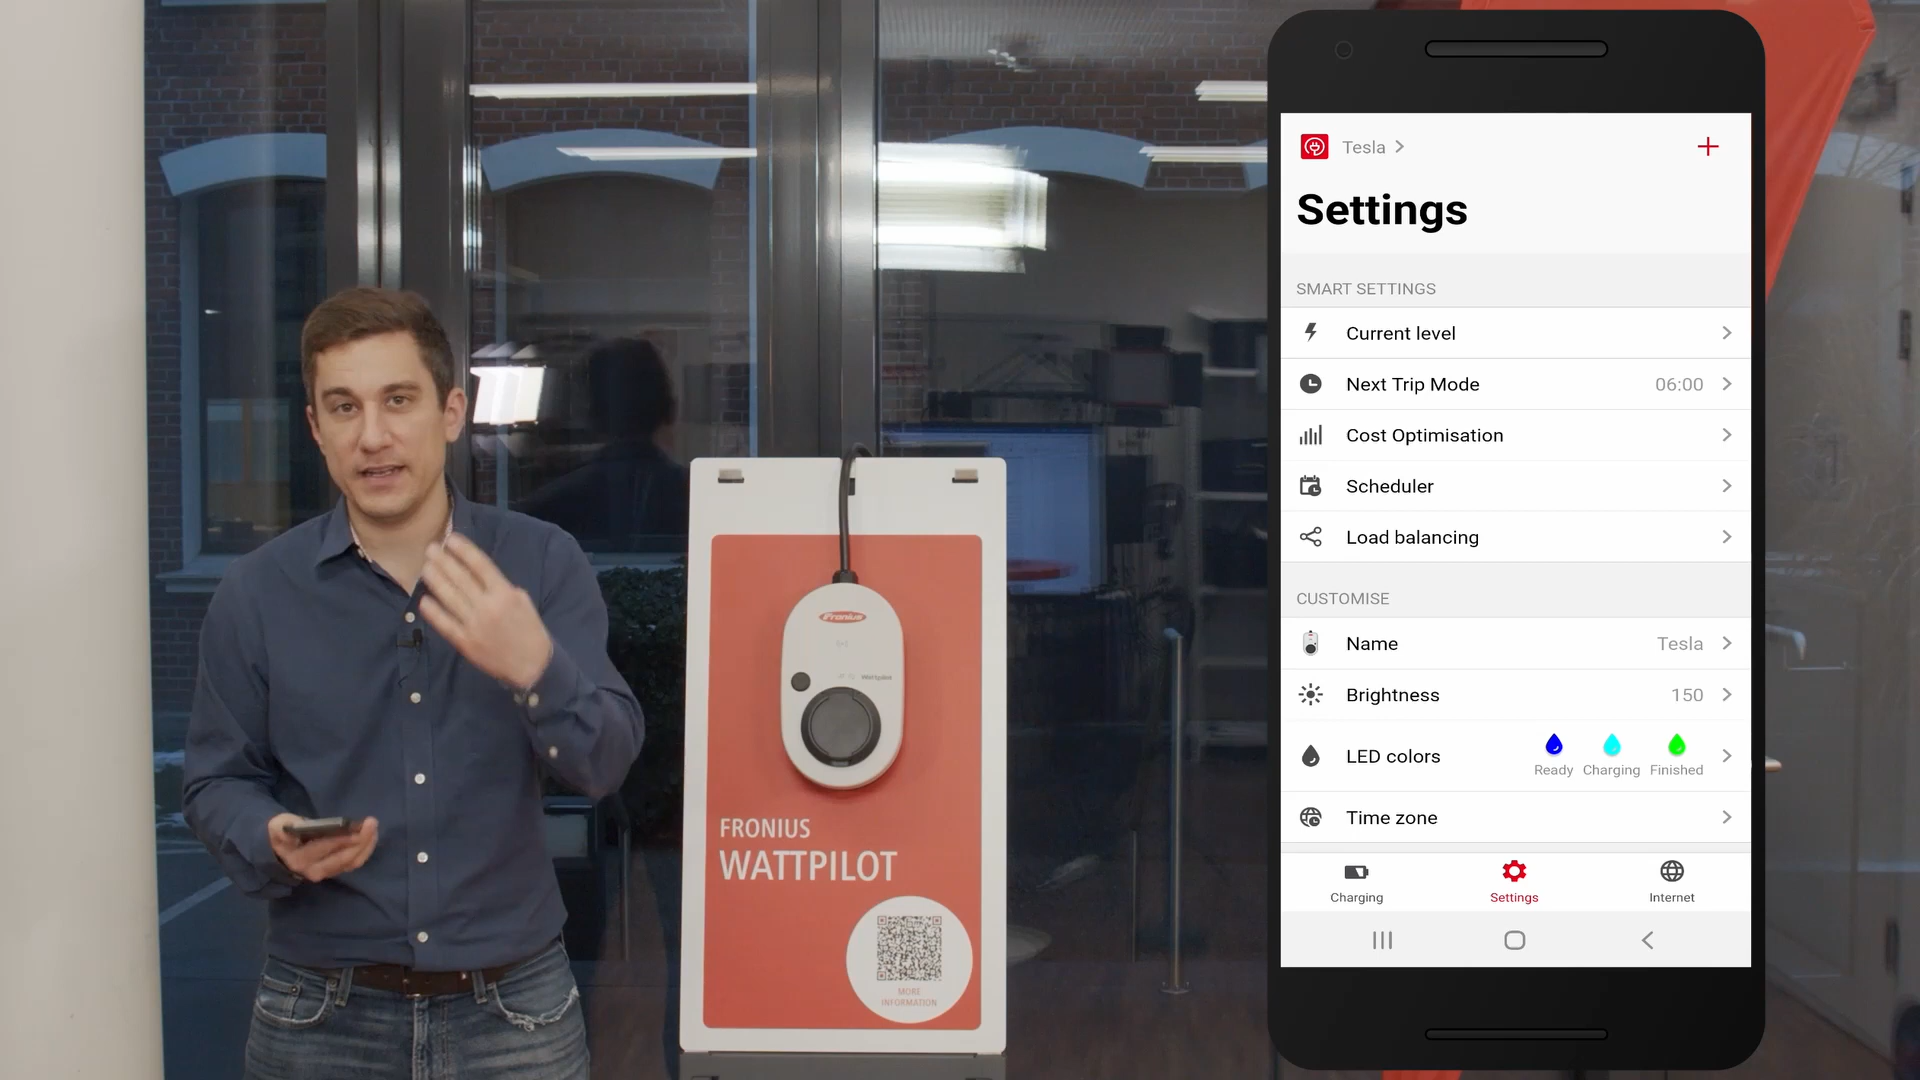 Fronius
Wattpilot
FRONIUS
WATTPILOT
MORE
INFORMATION
Tesla
Settings
SMART SETTINGS
Current level
Next Trip Mode 06:00
Cost Optimisation
Scheduler
Load balancing
CUSTOMISE
Name Tesla
Brightness 150
LED colors Ready Charging Finished
Time zone
Charging Settings Internet